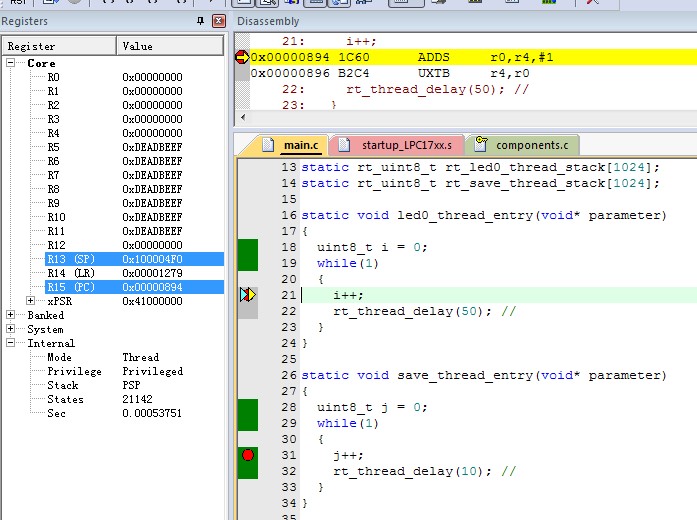 RST
Registers
Register Value
Core
R0 0x00000000
R1 0x00000000
R2 0x00000000
R3 0x00000000
R4 0x00000000
R5 0xDEADBEEF
R6 0xDEADBEEF
R7 0xDEADBEEF
R8 0xDEADBEEF
R9 0xDEADBEEF
R10 0xDEADBEEF
R11 0xDEADBEEF
R12 0x00000000
R13 (SP) 0x100004F0
R14 (LR) 0x00001279
R15 (PC) 0x00000894
xPSR 0x41000000
Banked
System
Internal
Mode Thread
Privilege Privileged
Stack PSP
States 21142
Sec 0.00053751
Disassembly
21: i++;
0x00000894 1C60 ADDS r0,r4,#1
0x00000896 B2C4 UXTB r4,r0
22: rt_thread_delay(50); //
23: }
main.c startup_LPC17xx.s components.c
13 static rt_uint8_t rt_led0_thread_stack[1024];
14 static rt_uint8_t rt_save_thread_stack[1024];
15
16 static void led0_thread_entry(void* parameter)
17 {
18 uint8_t i = 0;
19 while(1)
20 {
21 i++;
22 rt_thread_delay(50); //
23 }
24 }
25
26 static void save_thread_entry(void* parameter)
27 {
28 uint8_t j = 0;
29 while(1)
30 {
31 j++;
32 rt_thread_delay(10); //
33 }
34 }
35